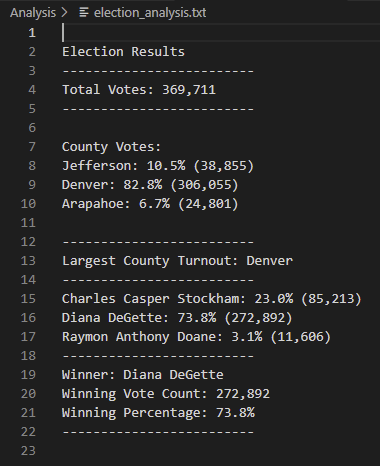 Analysis > election_analysis.txt
1
2 Election Results
3 -------------------------
4 Total Votes: 369,711
5 -------------------------
6
7 County Votes:
8 Jefferson: 10.5% (38,855)
9 Denver: 82.8% (306,055)
10 Arapahoe: 6.7% (24,801)
11
12 -------------------------
13 Largest County Turnout: Denver
14 -------------------------
15 Charles Casper Stockham: 23.0% (85,213)
16 Diana DeGette: 73.8% (272,892)
17 Raymon Anthony Doane: 3.1% (11,606)
18 -------------------------
19 Winner: Diana DeGette
20 Winning Vote Count: 272,892
21 Winning Percentage: 73.8%
22 -------------------------
23